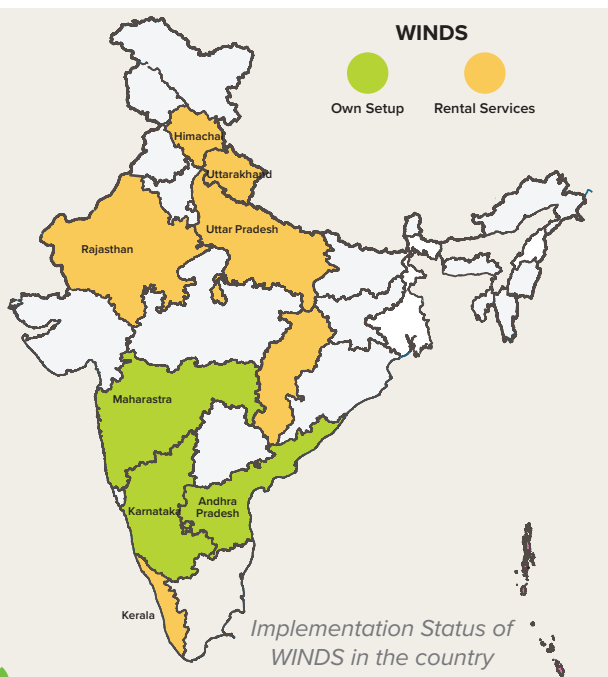 WINDS
Own Setup
Rental Services
Himachal
Uttarakhand
Uttar Pradesh
Rajasthan
Maharastra
Karnataka
Andhra
Pradesh
Kerala
Implementation Status of
WINDS in the country